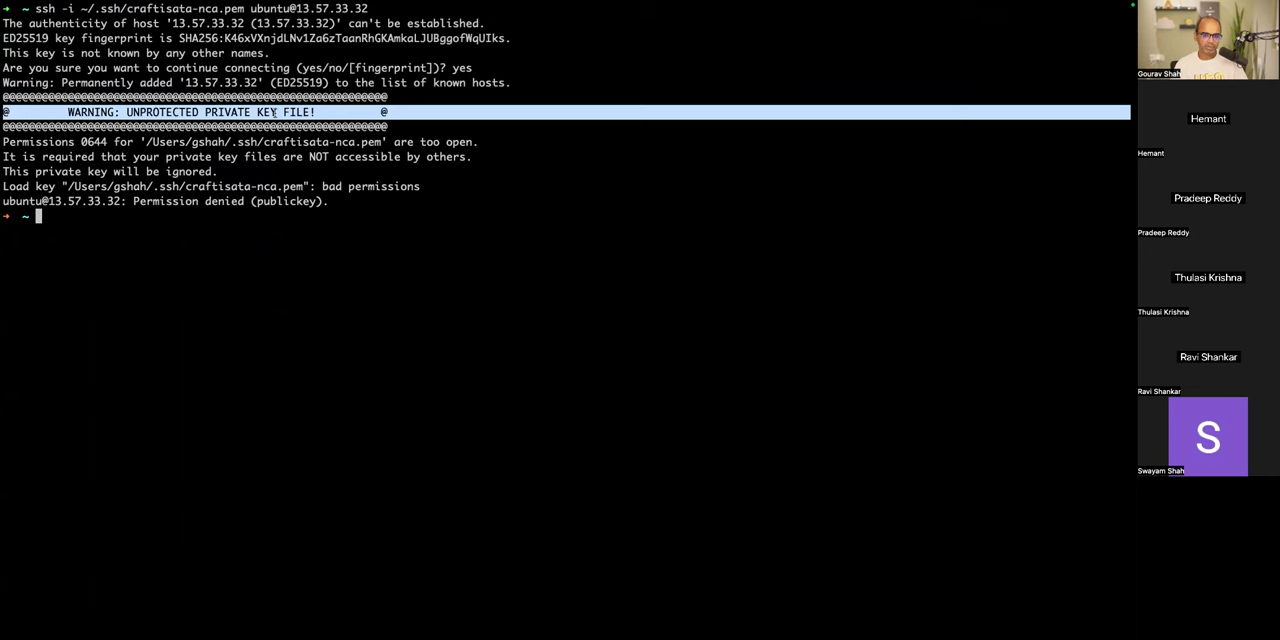 ➜  ~ ssh -i ~/.ssh/craftisata-nca.pem ubuntu@13.57.33.32
The authenticity of host '13.57.33.32 (13.57.33.32)' can't be established.
ED25519 key fingerprint is SHA256:K46xVXnjdLNv1Za6zTaanRhGKAmkaLJUBggofWqUIks.
This key is not known by any other names.
Are you sure you want to continue connecting (yes/no/[fingerprint])? yes
Warning: Permanently added '13.57.33.32' (ED25519) to the list of known hosts.
@@@@@@@@@@@@@@@@@@@@@@@@@@@@@@@@@@@@@@@@@@@@@@@@@@@@@@@@@@@
@         WARNING: UNPROTECTED PRIVATE KEY FILE!          @
@@@@@@@@@@@@@@@@@@@@@@@@@@@@@@@@@@@@@@@@@@@@@@@@@@@@@@@@@@@
Permissions 0644 for '/Users/gshah/.ssh/craftisata-nca.pem' are too open.
It is required that your private key files are NOT accessible by others.
This private key will be ignored.
Load key "/Users/gshah/.ssh/craftisata-nca.pem": bad permissions
ubuntu@13.57.33.32: Permission denied (publickey).
➜  ~
Gourav Shah
Hemant
Hemant
Pradeep Reddy
Pradeep Reddy
Thulasi Krishna
Thulasi Krishna
Ravi Shankar
Ravi Shankar
S
Swayam Shah